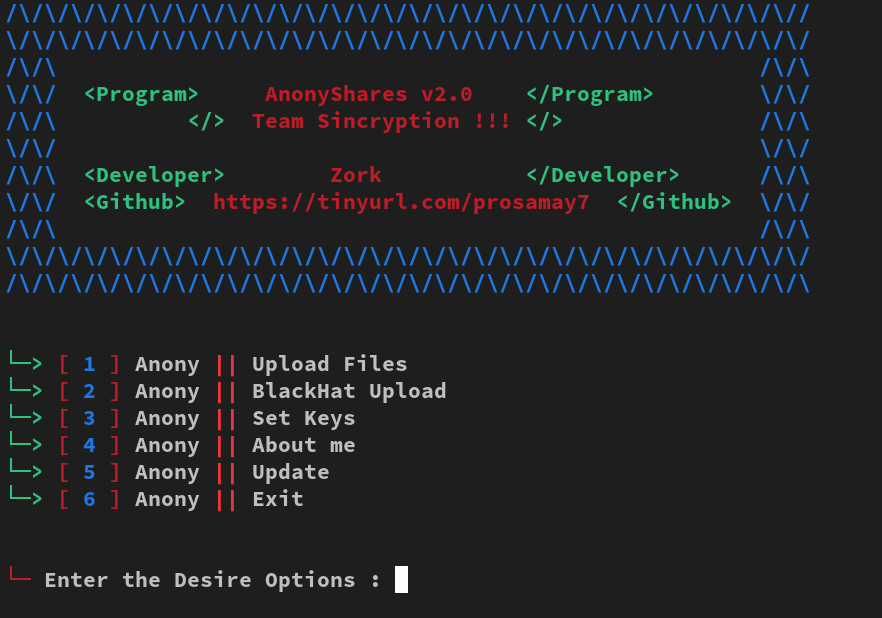 /\/\/\/\/\/\/\/\/\/\/\/\/\/\/\/\/\/\/\/\/\/\/\/\/\/\/\/\/\/\//
\/\/\/\/\/\/\/\/\/\/\/\/\/\/\/\/\/\/\/\/\/\/\/\/\/\/\/\/\/\/\/
/\/\ /\/\
\/\/ <Program> AnonyShares v2.0 </Program> \/\/
/\/\ </> Team Sincryption !!! </> /\/\
\/\/ \/\/
/\/\ <Developer> Zork </Developer> /\/\
\/\/ <Github> https://tinyurl.com/prosamay7 </Github> \/\/
/\/\ /\/\
\/\/\/\/\/\/\/\/\/\/\/\/\/\/\/\/\/\/\/\/\/\/\/\/\/\/\/\/\/\/\/
/\/\/\/\/\/\/\/\/\/\/\/\/\/\/\/\/\/\/\/\/\/\/\/\/\/\/\/\/\/\/\
└─> [ 1 ] Anony || Upload Files
└─> [ 2 ] Anony || BlackHat Upload
└─> [ 3 ] Anony || Set Keys
└─> [ 4 ] Anony || About me
└─> [ 5 ] Anony || Update
└─> [ 6 ] Anony || Exit
└─ Enter the Desire Options :